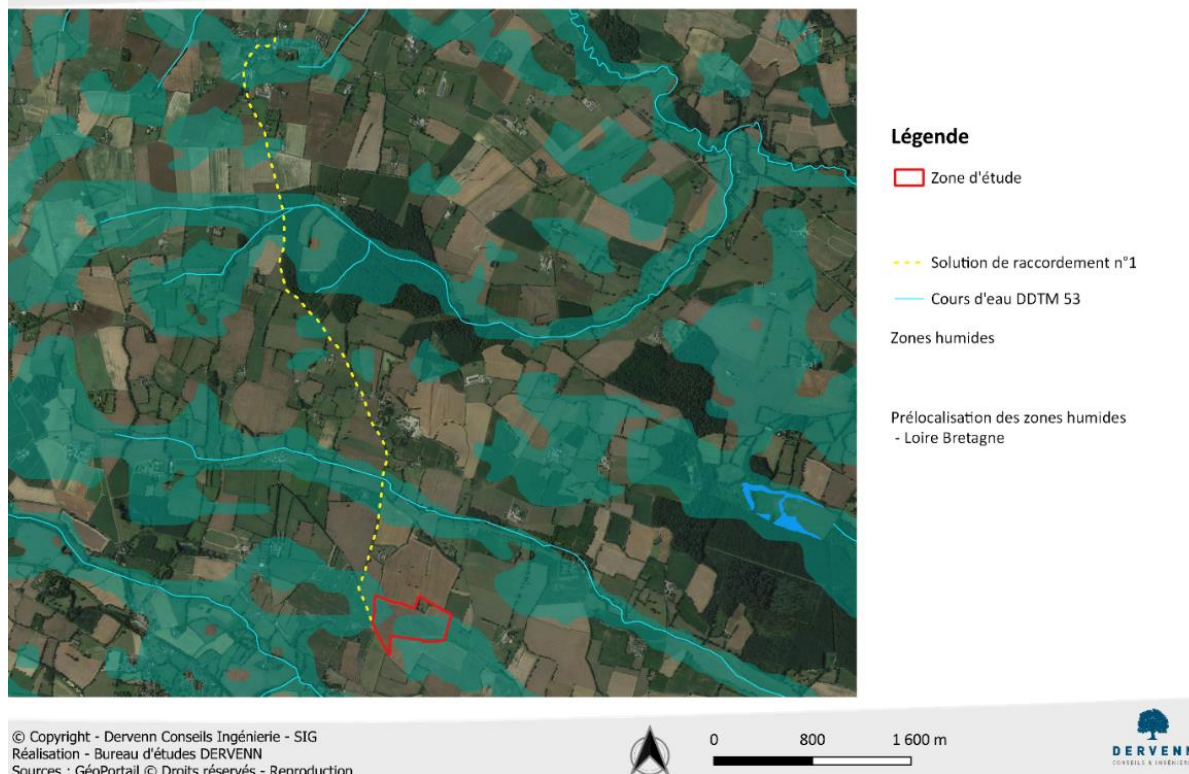 Légende
Zone d'étude
Solution de raccordement n°1
Cours d'eau DDTM 53
Zones humides
Prélocalisation des zones humides
- Loire Bretagne
© Copyright - Dervenn Conseils Ingénierie - SIG
Réalisation - Bureau d'études DERVENN
Sources : GéoPortail © Droits réservés - Reproduction
0 800 1 600 m
DERVENN
CONSEILS & INGÉNIERIE